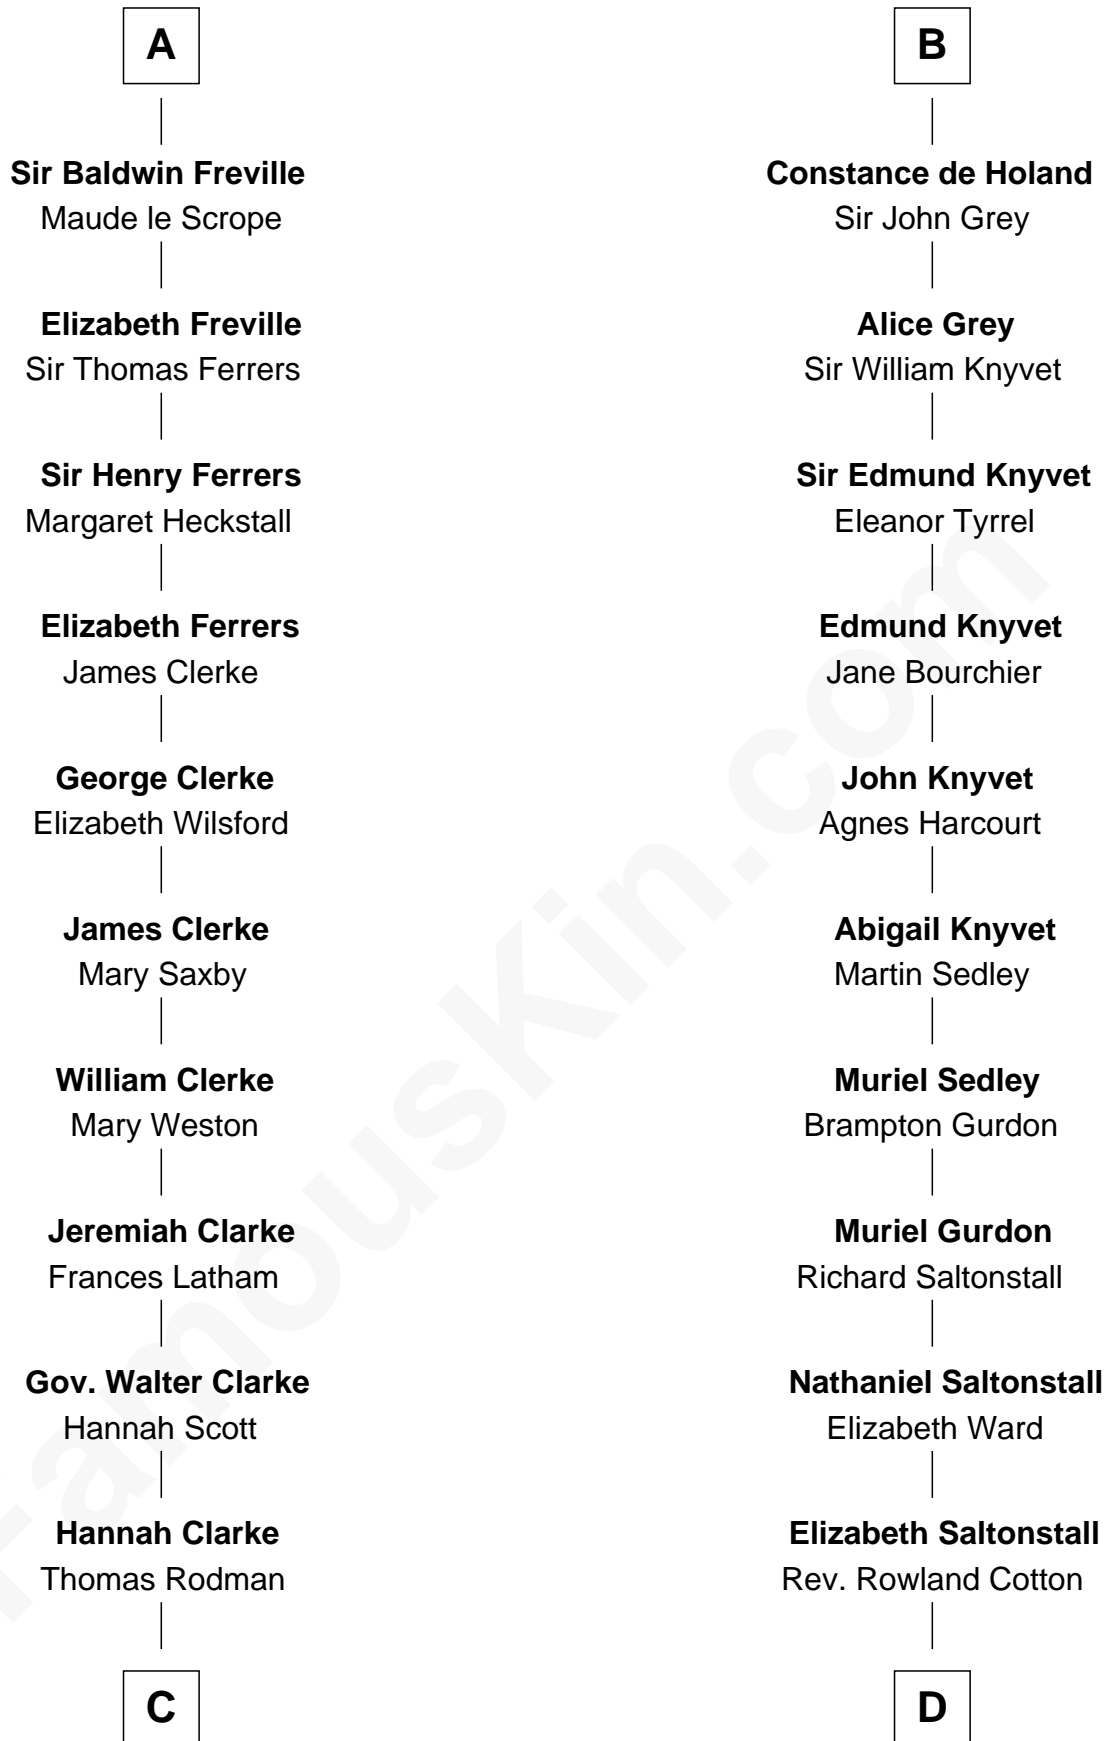 A
Sir Baldwin Freville
Maude le Scrope
Elizabeth Freville
Sir Thomas Ferrers
Sir Henry Ferrers
Margaret Heckstall
Elizabeth Ferrers
James Clerke
George Clerke
Elizabeth Wilsford
James Clerke
Mary Saxby
William Clerke
Mary Weston
Jeremiah Clarke
Frances Latham
Gov. Walter Clarke
Hannah Scott
Hannah Clarke
Thomas Rodman
C
B
Constance de Holand
Sir John Grey
Alice Grey
Sir William Knyvet
Sir Edmund Knyvet
Eleanor Tyrrel
Edmund Knyvet
Jane Bourchier
John Knyvet
Agnes Harcourt
Abigail Knyvet
Martin Sedley
Muriel Sedley
Brampton Gurdon
Muriel Gurdon
Richard Saltonstall
Nathaniel Saltonstall
Elizabeth Ward
Elizabeth Saltonstall
Rev. Rowland Cotton
D
FamousKin.com